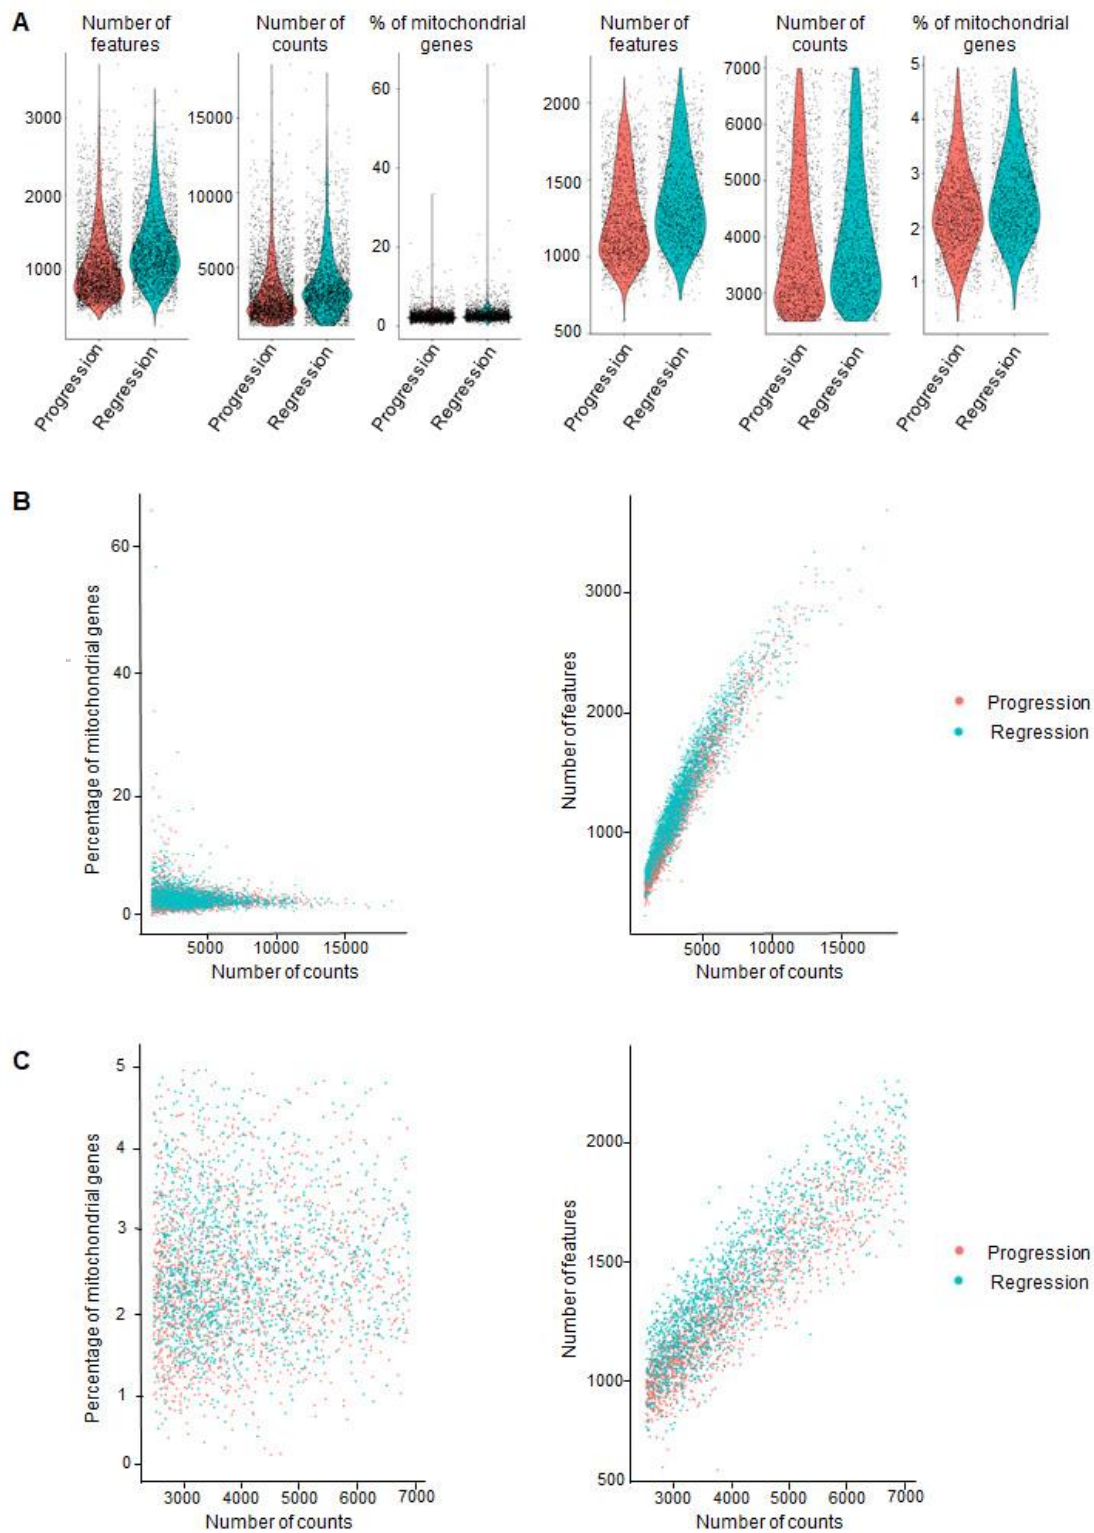 A
Number of features
Number of counts
% of mitochondrial genes
Number of features
Number of counts
% of mitochondrial genes
3000
2000
1000
15000
10000
5000
60
40
20
0
2000
1500
1000
500
7000
6000
5000
4000
3000
5
4
3
2
1
Progression
Regression
Progression
Regression
Progression
Regression
Progression
Regression
Progression
Regression
Progression
Regression
B
Percentage of mitochondrial genes
60
40
20
0
5000 10000 15000
Number of counts
Number of features
3000
2000
1000
5000 10000 15000
Number of counts
Progression
Regression
C
Percentage of mitochondrial genes
5
4
3
2
1
0
3000 4000 5000 6000 7000
Number of counts
Number of features
2000
1500
1000
500
3000 4000 5000 6000 7000
Number of counts
Progression
Regression